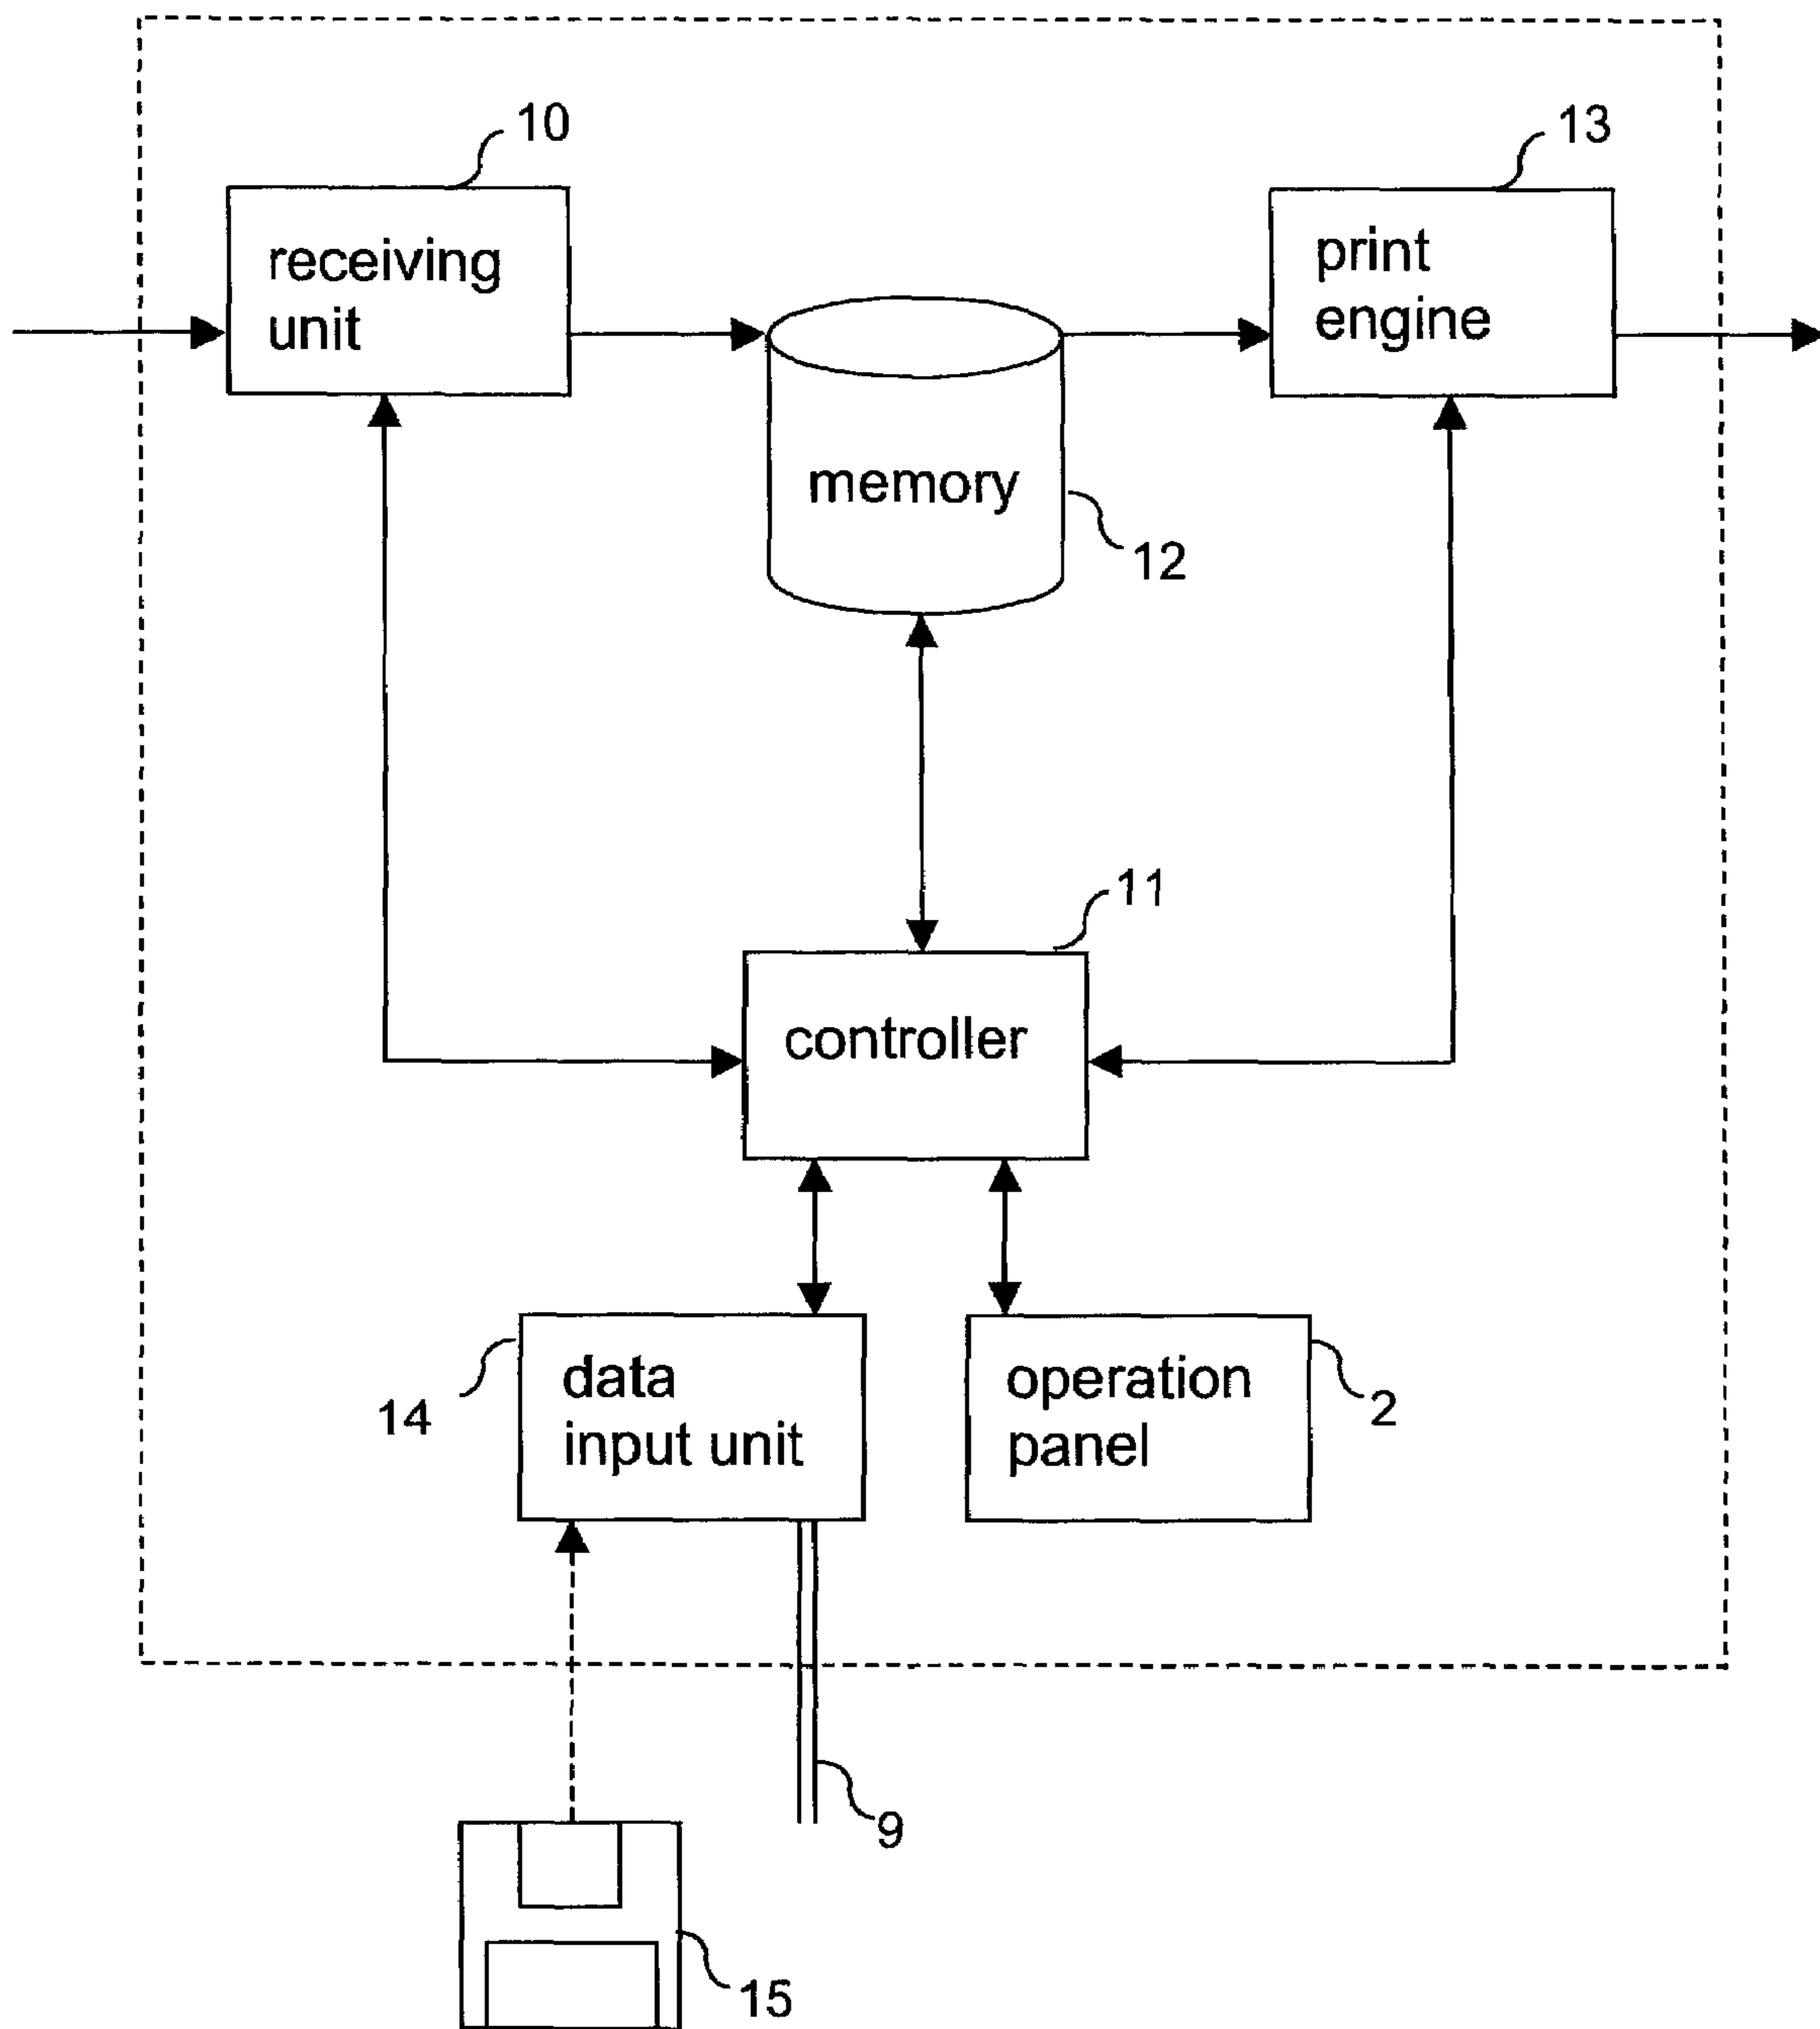 10
13
receiving
unit
print
engine
memory
12
11
controller
14
data
input unit
operation
panel
2
9
15